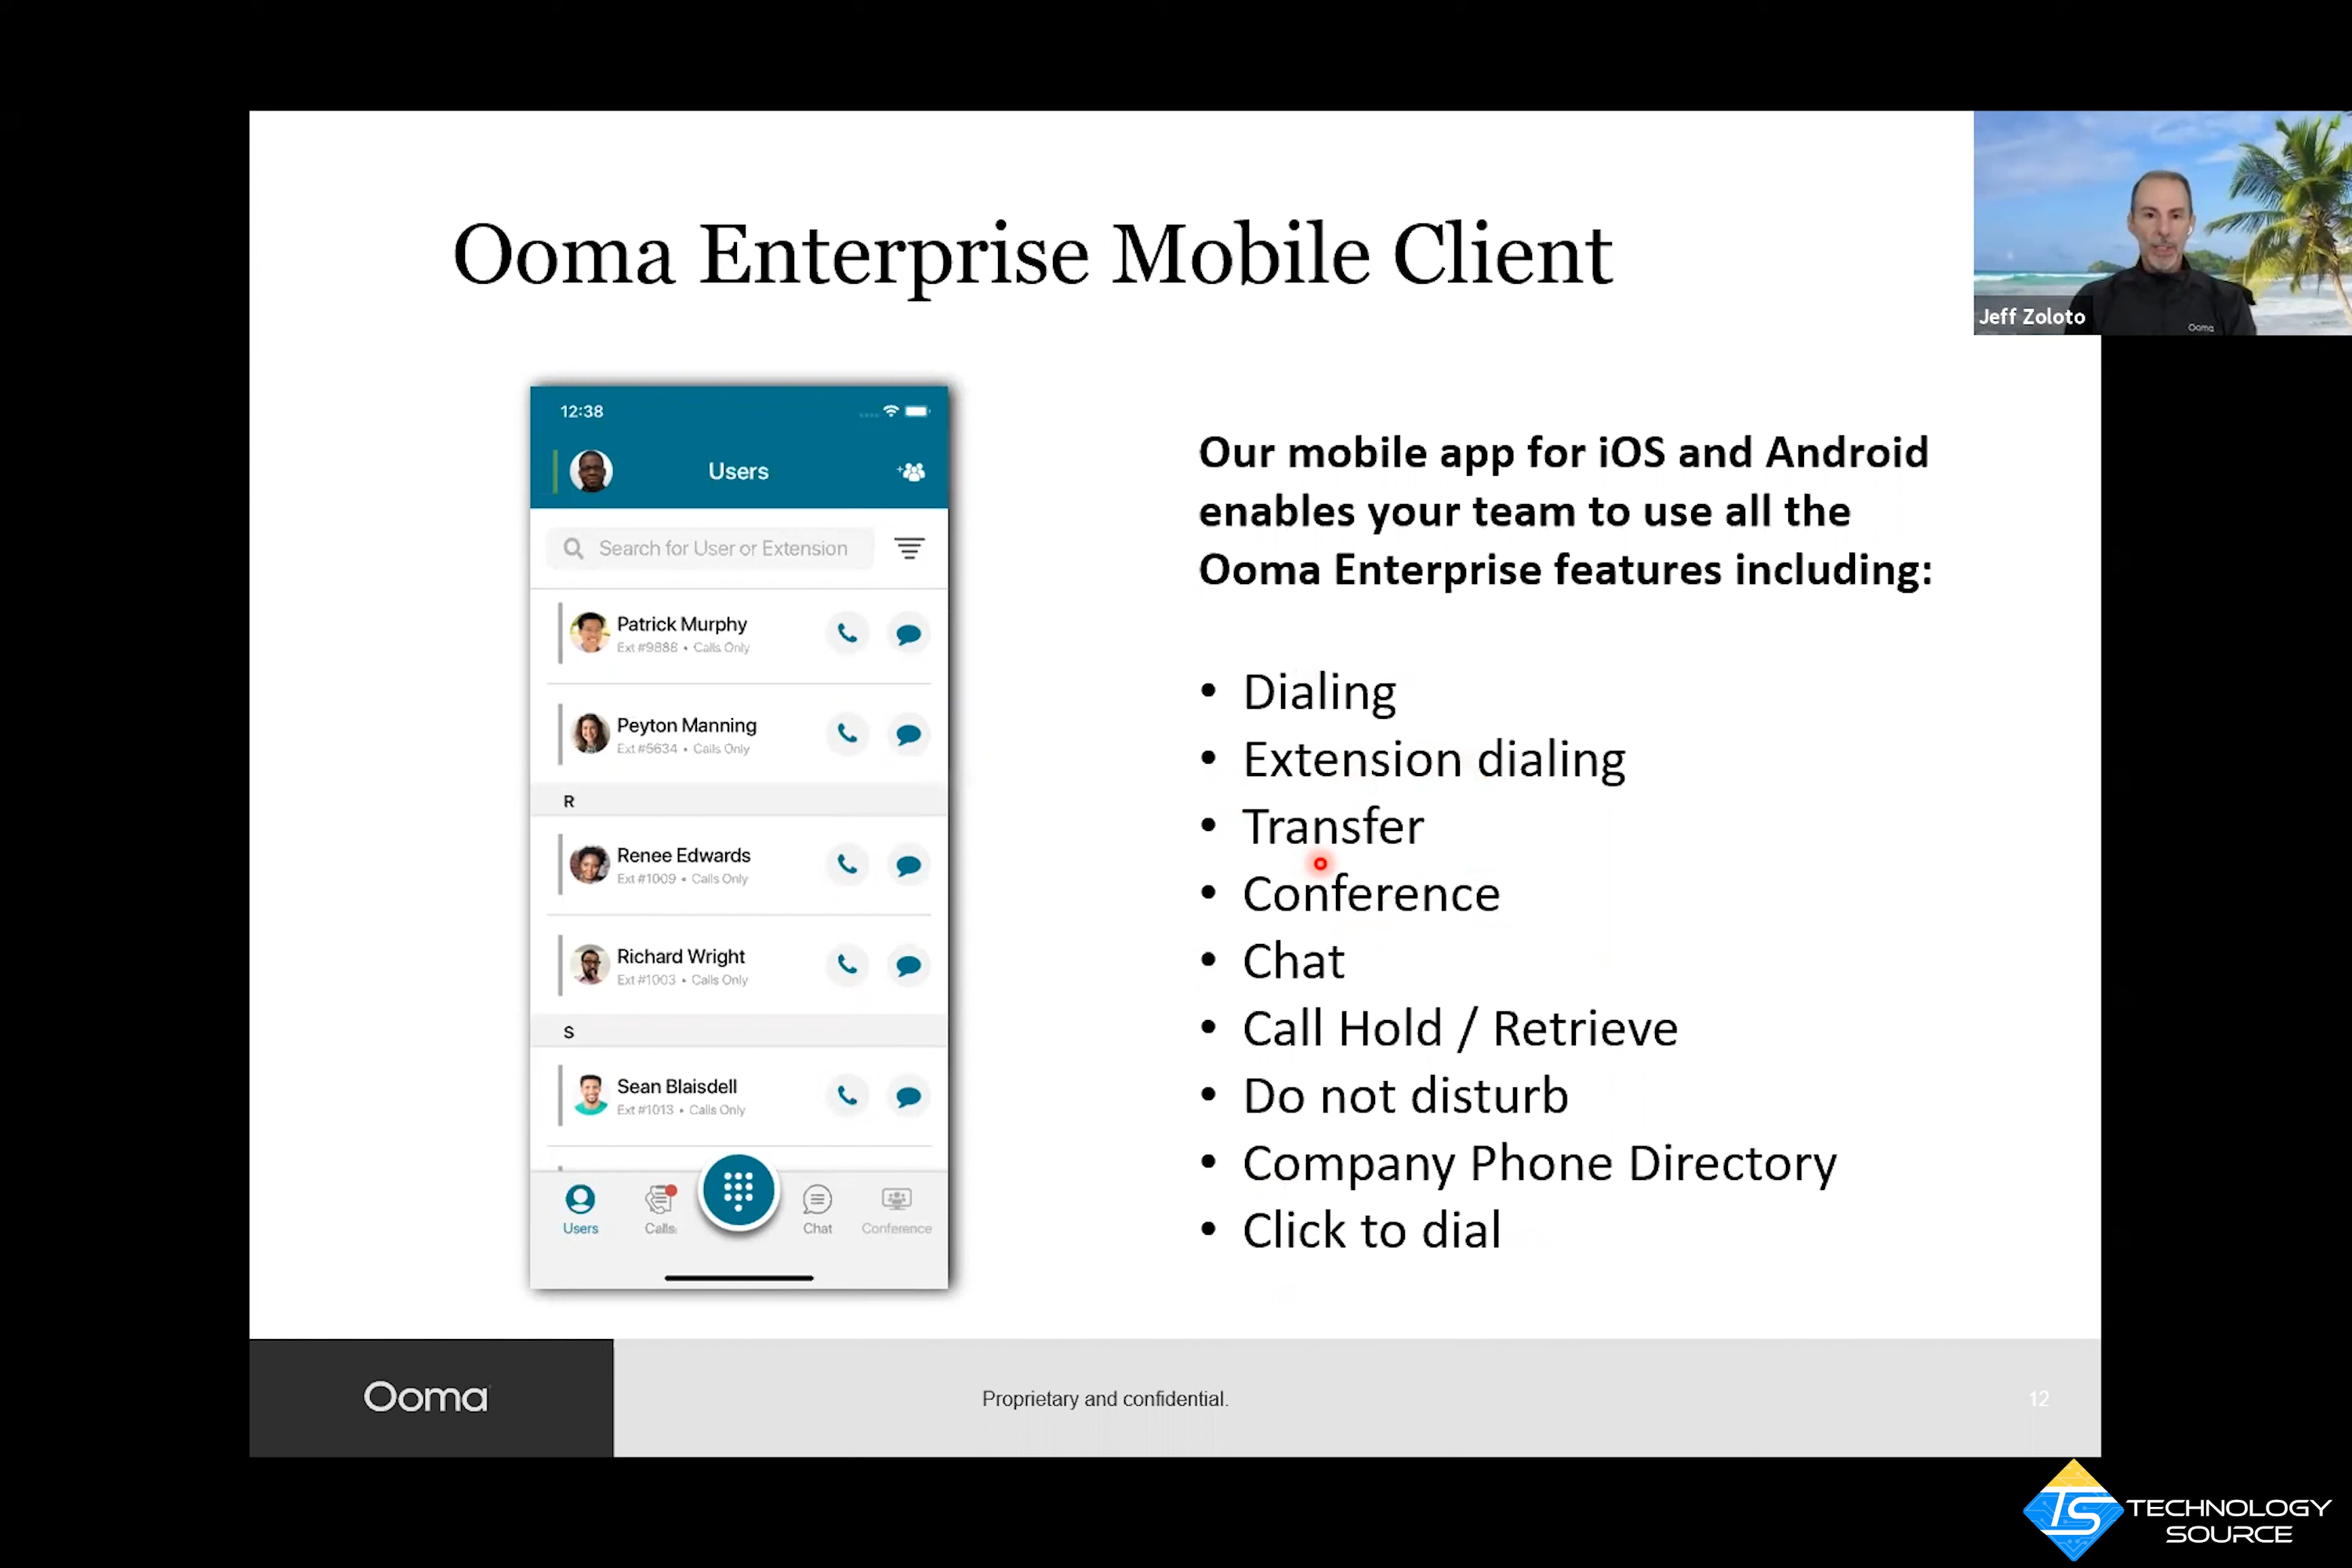 Ooma Enterprise Mobile Client
Jeff Zoloto
Ooma
12:38
Users
Search for User or Extension
Patrick Murphy
Ext #9888 • Calls Only
Peyton Manning
Ext #5634 • Calls Only
R
Renee Edwards
Ext #1009 • Calls Only
Richard Wright
Ext #1003 • Calls Only
S
Sean Blaisdell
Ext #1013 • Calls Only
Users
Calls
Chat
Conference
Our mobile app for iOS and Android
enables your team to use all the
Ooma Enterprise features including:
• Dialing
• Extension dialing
• Transfer
• Conference
• Chat
• Call Hold / Retrieve
• Do not disturb
• Company Phone Directory
• Click to dial
Ooma
Proprietary and confidential.
12
TS
TECHNOLOGY
SOURCE